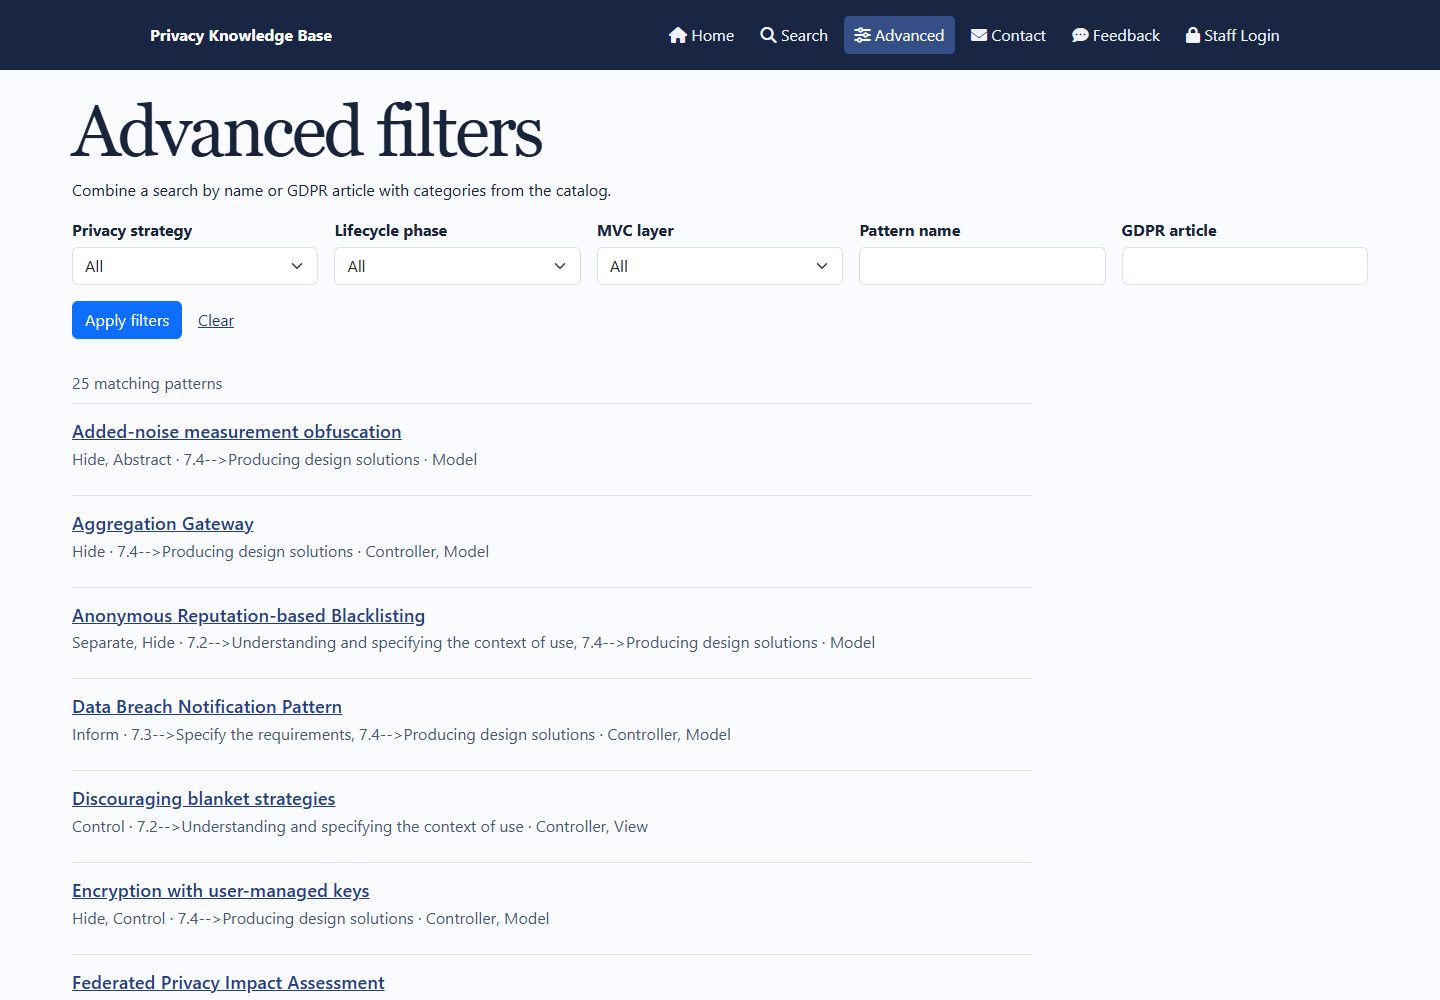 Privacy Knowledge Base
Home
Search
Advanced
Contact
Feedback
Staff Login
Advanced filters
Combine a search by name or GDPR article with categories from the catalog.
Privacy strategy
Lifecycle phase
MVC layer
Pattern name
GDPR article
All
All
All
Apply filters
Clear
25 matching patterns
Added-noise measurement obfuscation
Hide, Abstract · 7.4-->Producing design solutions · Model
Aggregation Gateway
Hide · 7.4-->Producing design solutions · Controller, Model
Anonymous Reputation-based Blacklisting
Separate, Hide · 7.2-->Understanding and specifying the context of use, 7.4-->Producing design solutions · Model
Data Breach Notification Pattern
Inform · 7.3-->Specify the requirements, 7.4-->Producing design solutions · Controller, Model
Discouraging blanket strategies
Control · 7.2-->Understanding and specifying the context of use · Controller, View
Encryption with user-managed keys
Hide, Control · 7.4-->Producing design solutions · Controller, Model
Federated Privacy Impact Assessment